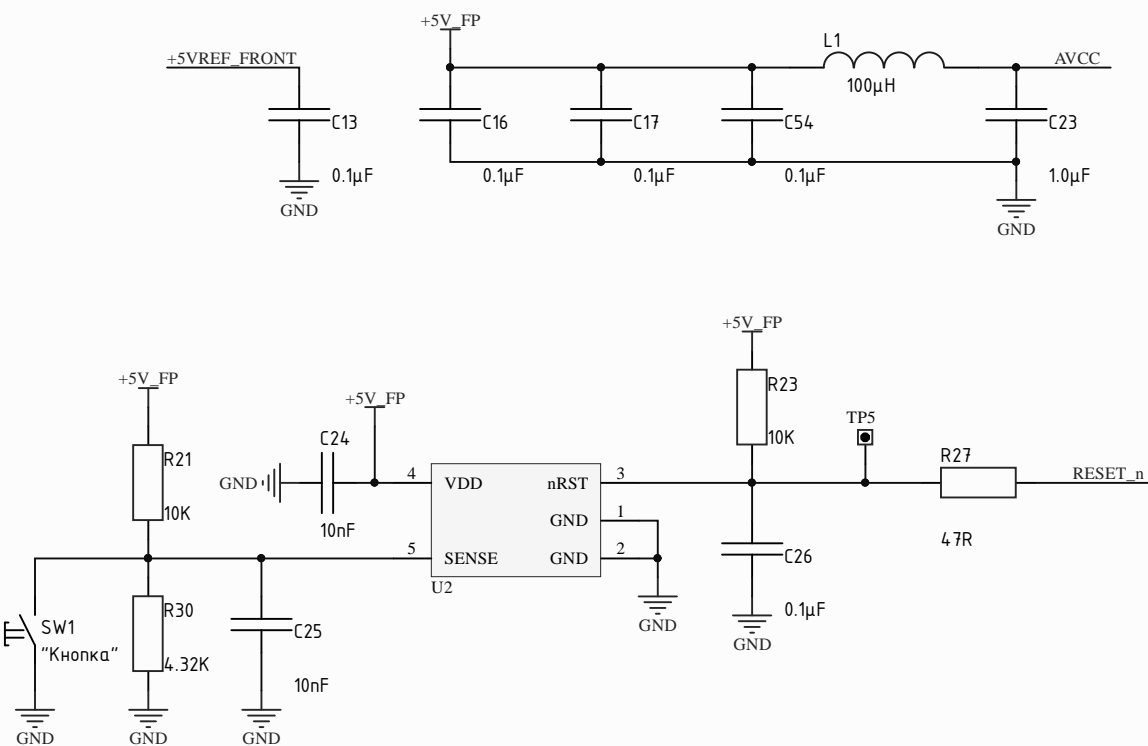 +5V_FP
+5VREF_FRONT
L1
AVCC
100µH
C13
C16
C17
C54
C23
0.1µF
0.1µF
0.1µF
0.1µF
1.0µF
GND
GND
+5V_FP
+5V_FP
R23
10K
+5V_FP
TP5
R21
10K
C24
GND
10nF
4
VDD
nRST
3
GND
1
5
SENSE
GND
2
U2
R27
47R
RESET_n
C26
0.1µF
GND
GND
SW1
"Кнопка"
R30
4.32K
C25
10nF
GND
GND
GND